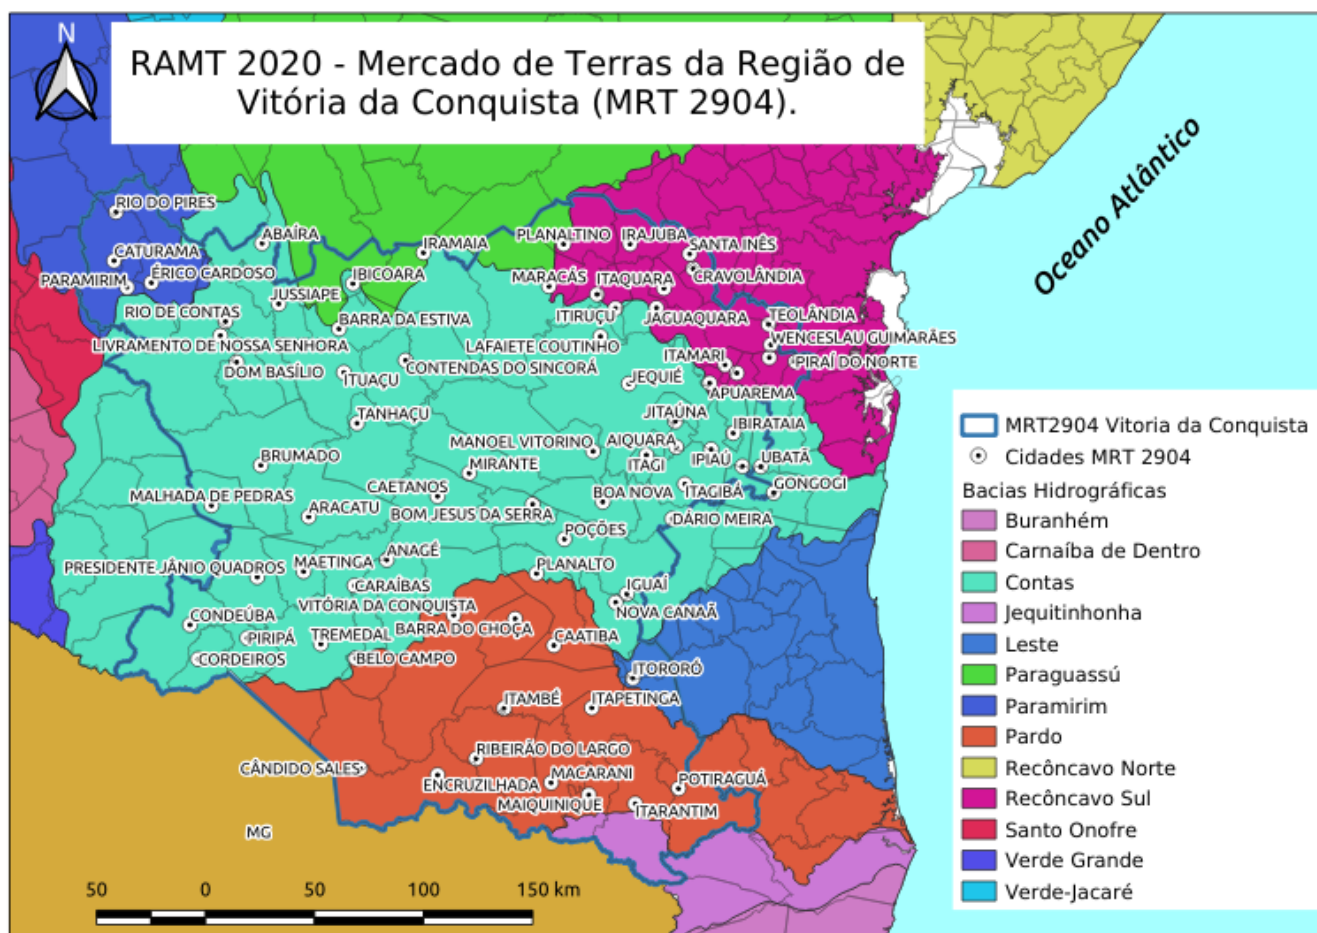 N
RAMT 2020 - Mercado de Terras da Região de
Vitória da Conquista (MRT 2904).
Oceano Atlântico
RIO DO PIRES
ABAÍRA
IRAMAIA
PLANALTINO
IRAJUBA
SANTA INÊS
CATURAMA
PARAMIRIM
ÉRICO CARDOSO
IBICOARA
MARACÁS
ITAQUARA
CRAVOLÂNDIA
JUSSIAPE
RIO DE CONTAS
BARRA DA ESTIVA
ITIRUÇU
JAGUAQUARA
TEOLÂNDIA
LIVRAMENTO DE NOSSA SENHORA
LAFAIETE COUTINHO
WENCESLAU GUIMARÃES
DOM BASÍLIO
ITUAÇU
CONTENDAS DO SINCORÁ
ITAMARI
PIRAÍ DO NORTE
JEQUIÉ
APUAREMA
TANHAÇU
JITAÚNA
IBIRATAIA
MANOEL VITORINO
AIQUARA
BRUMADO
MIRANTE
ITAGI
IPIAÚ
UBATÃ
MALHADA DE PEDRAS
CAETANOS
BOA NOVA
ITAGIBÁ
GONGOGI
ARACATU
BOM JESUS DA SERRA
DÁRIO MEIRA
POÇÕES
ANAGÉ
PRESIDENTE JÂNIO QUADROS
MAETINGA
PLANALTO
CARAÍBAS
IGUAÍ
VITÓRIA DA CONQUISTA
NOVA CANAÃ
CONDEÚBA
BARRA DO CHOÇA
PIRIPÁ
TREMEDAL
CAATIBA
CORDEIROS
BELO CAMPO
ITORORÓ
ITAMBÉ
ITAPETINGA
RIBEIRÃO DO LARGO
CÂNDIDO SALES
ENCRUZILHADA
MACARANI
POTIRAGUÁ
MAIQUINIQUE
ITARANTIM
MG
50 0 50 100 150 km
MRT2904 Vitoria da Conquista
Cidades MRT 2904
Bacias Hidrográficas
Buranhém
Carnaíba de Dentro
Contas
Jequitinhonha
Leste
Paraguassú
Paramirim
Pardo
Recôncavo Norte
Recôncavo Sul
Santo Onofre
Verde Grande
Verde-Jacaré